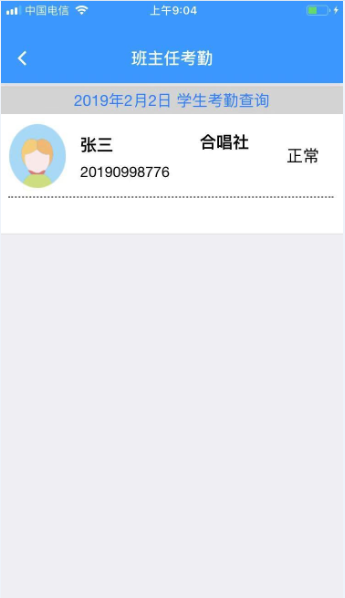 中国电信 上午9:04
班主任考勤
2019年2月2日 学生考勤查询
张三 合唱社 正常
20190998776